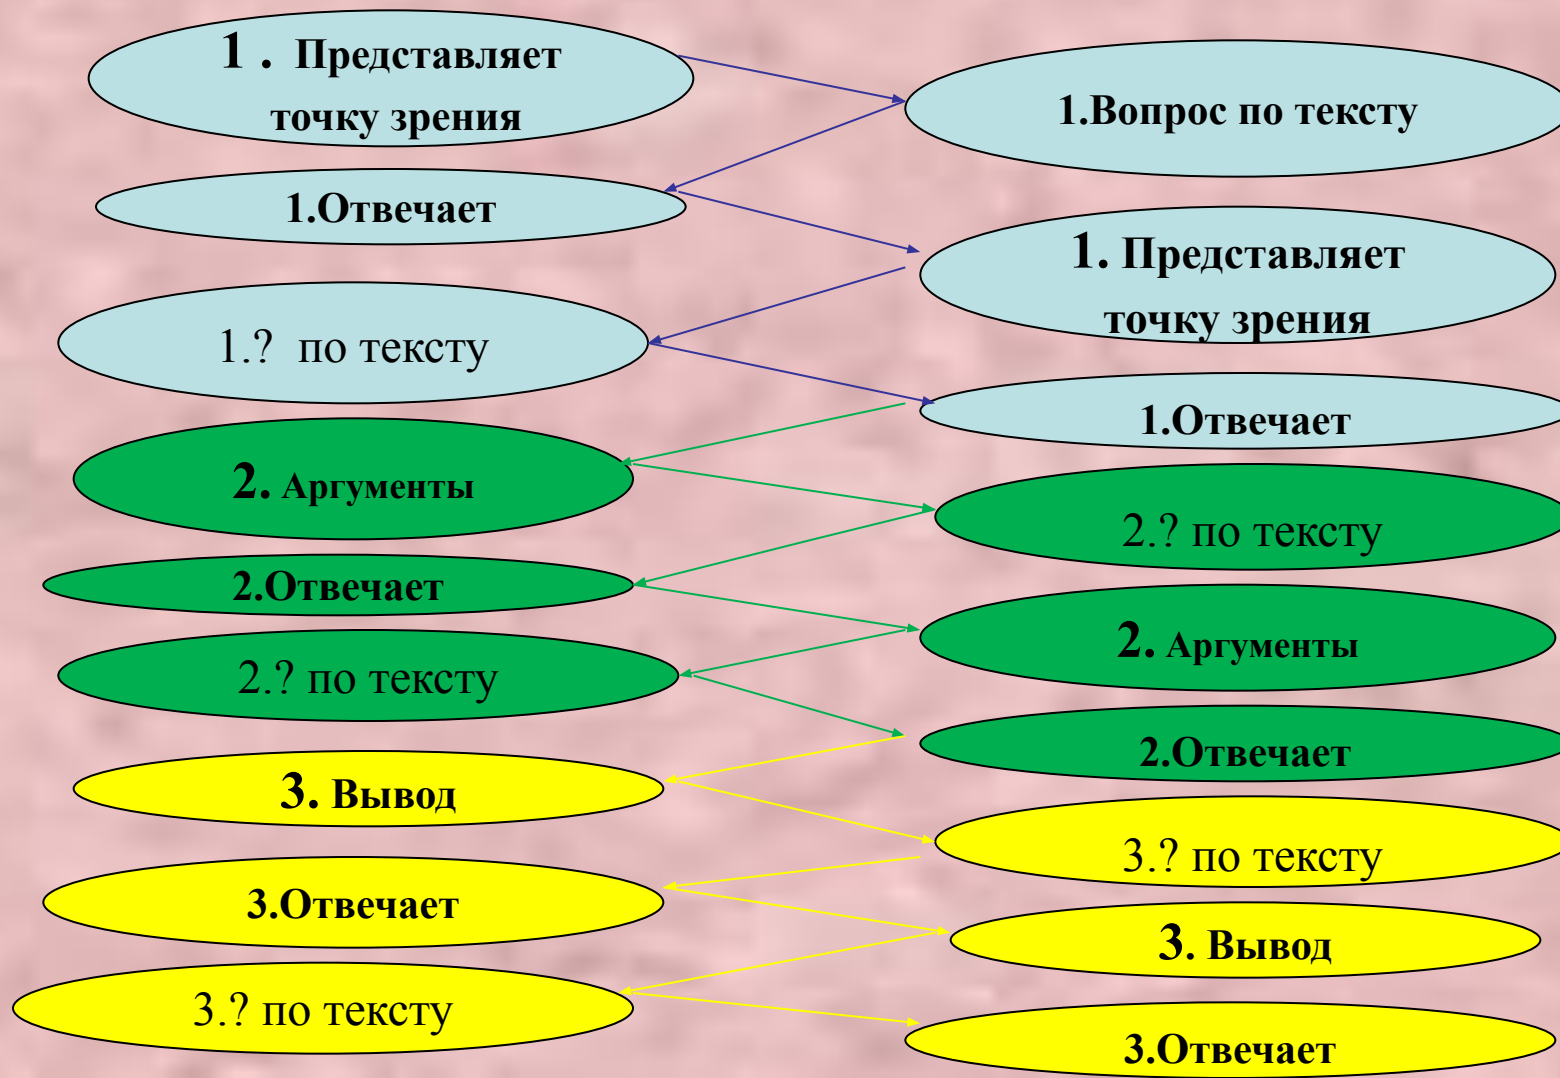 1 . Представляет
точку зрения
1.Вопрос по тексту
1.Отвечает
1. Представляет
точку зрения
1.? по тексту
1.Отвечает
2. Аргументы
2.? по тексту
2.Отвечает
2. Аргументы
2.? по тексту
2.Отвечает
3. Вывод
3.? по тексту
3.Отвечает
3. Вывод
3.? по тексту
3.Отвечает